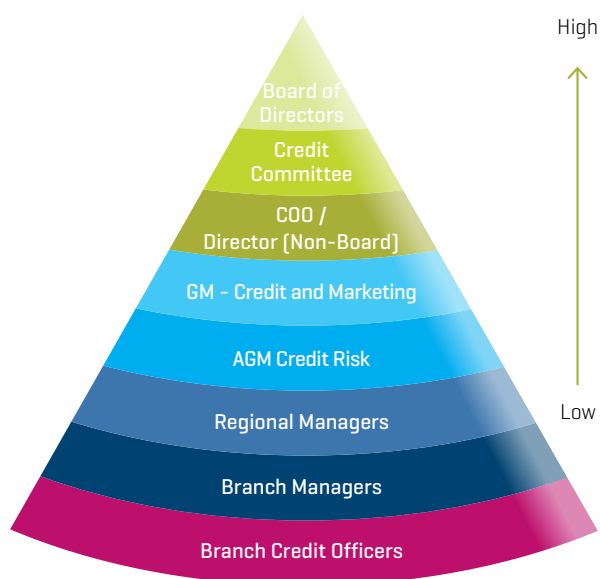 High
Board of
Directors
Credit
Committee
COO /
Director (Non-Board)
GM - Credit and Marketing
AGM Credit Risk
Low
Regional Managers
Branch Managers
Branch Credit Officers